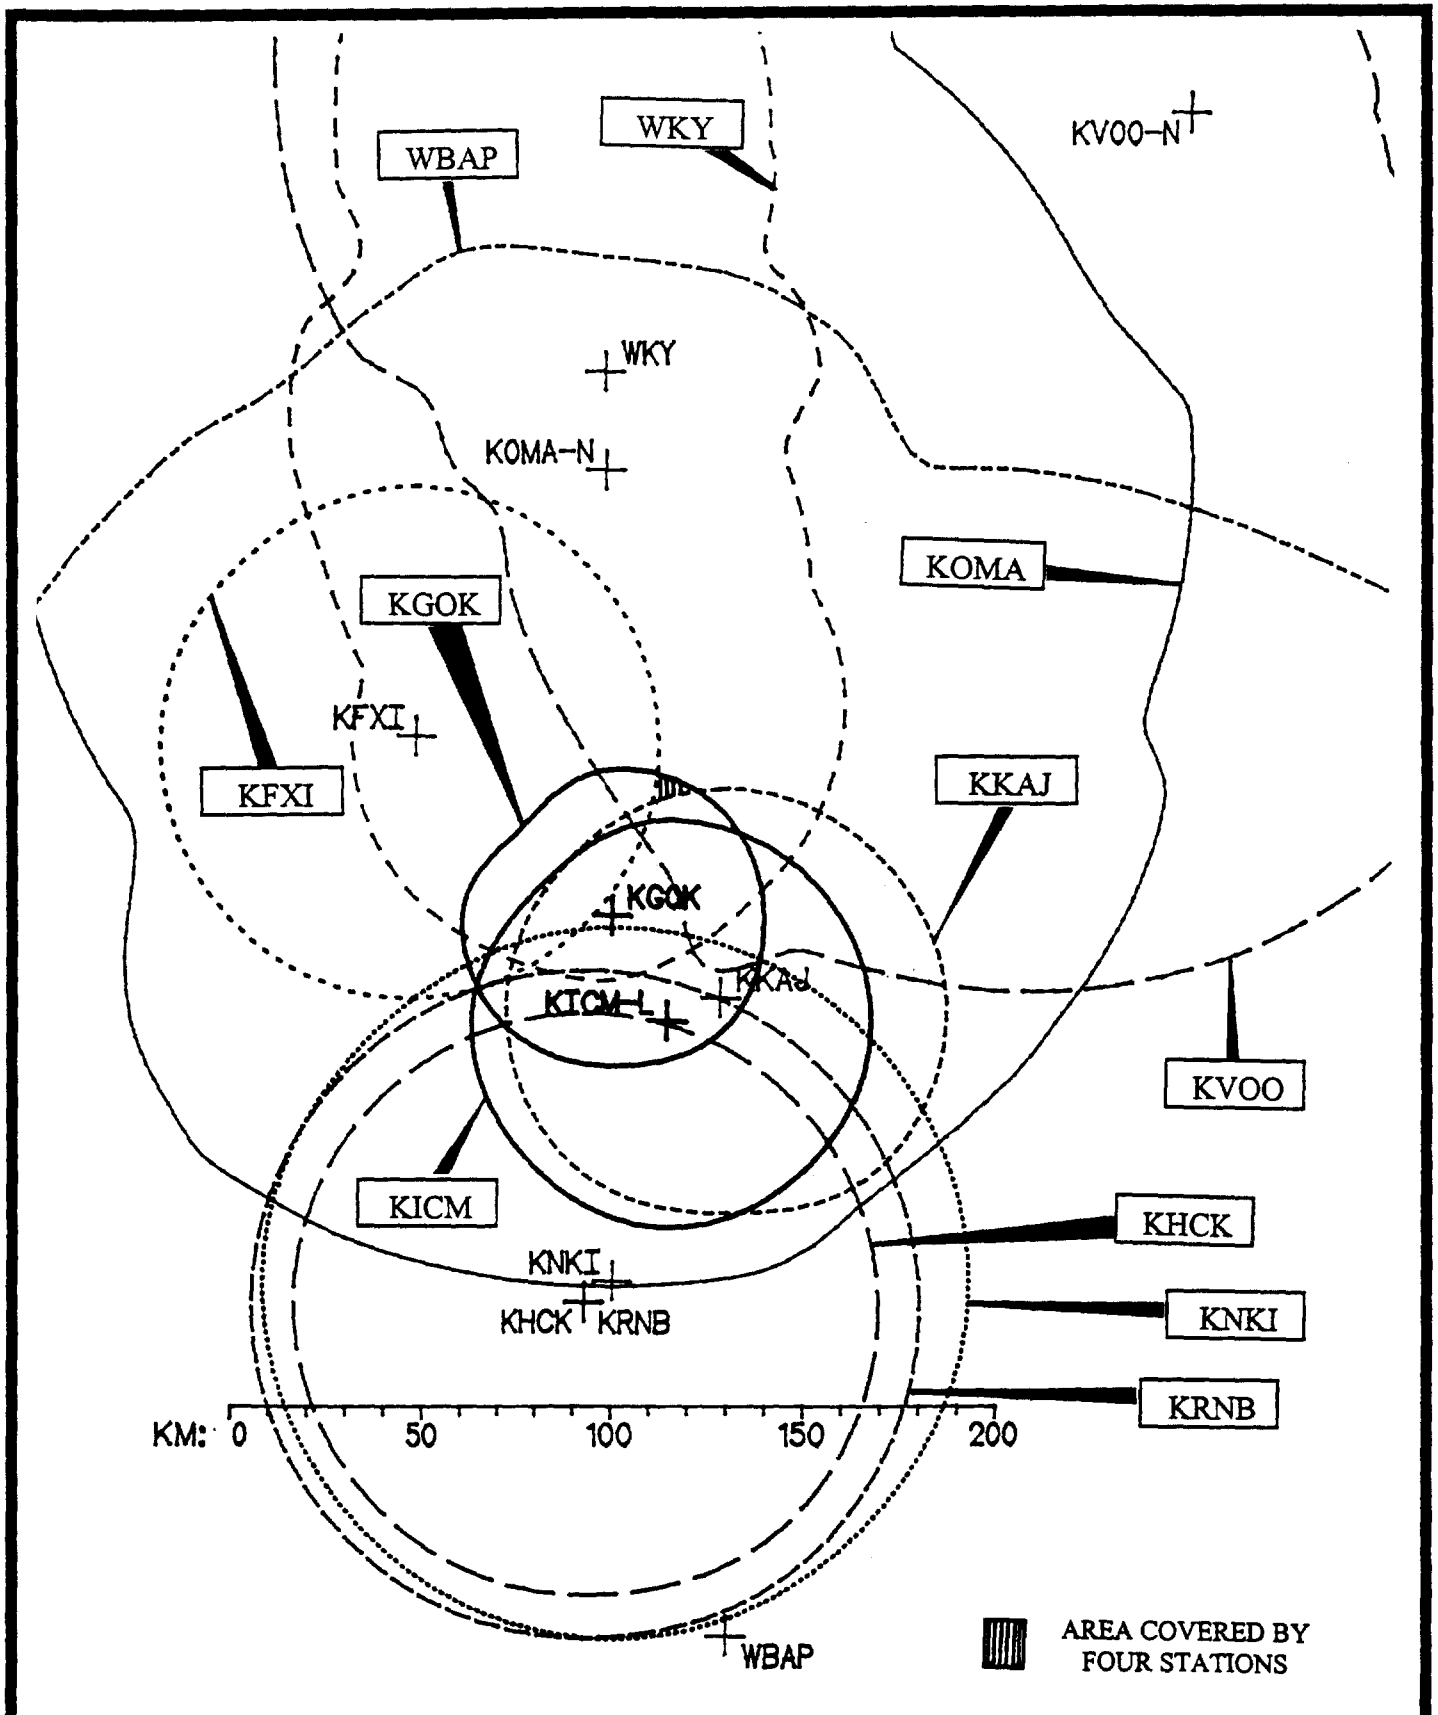 WKY
KVOO-N
WBAP
WKY
KOMA-N
KOMA
KGOK
KFXI
KFXI
KKAJ
KGOK
KKAJ
KICM-L
KVOO
KICM
KHCK
KNKI
KHCK KRNB
KNKI
KRNB
KM: 0 50 100 150 200
AREA COVERED BY
FOUR STATIONS
WBAP